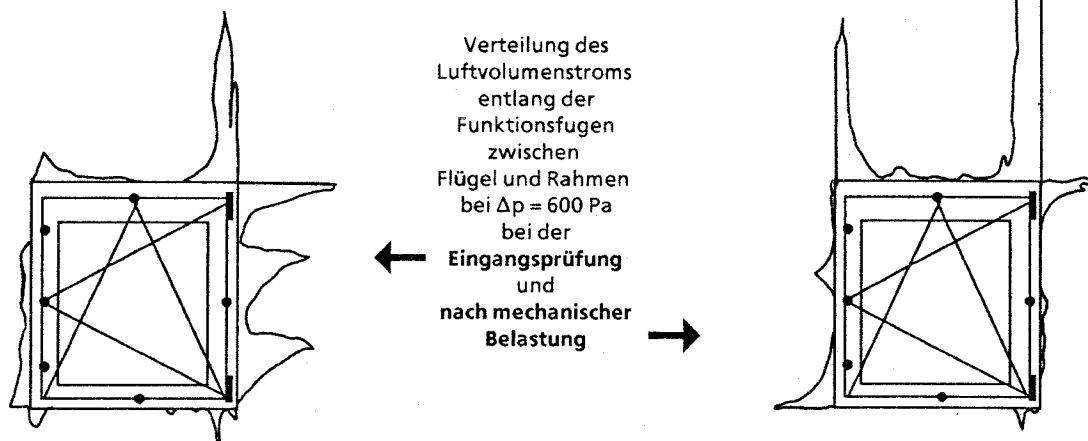 Verteilung des
Luftvolumenstroms
entlang der
Funktionsfugen
zwischen
Flügel und Rahmen
bei Δp = 600 Pa
bei der
Eingangsprüfung
und
nach mechanischer
Belastung